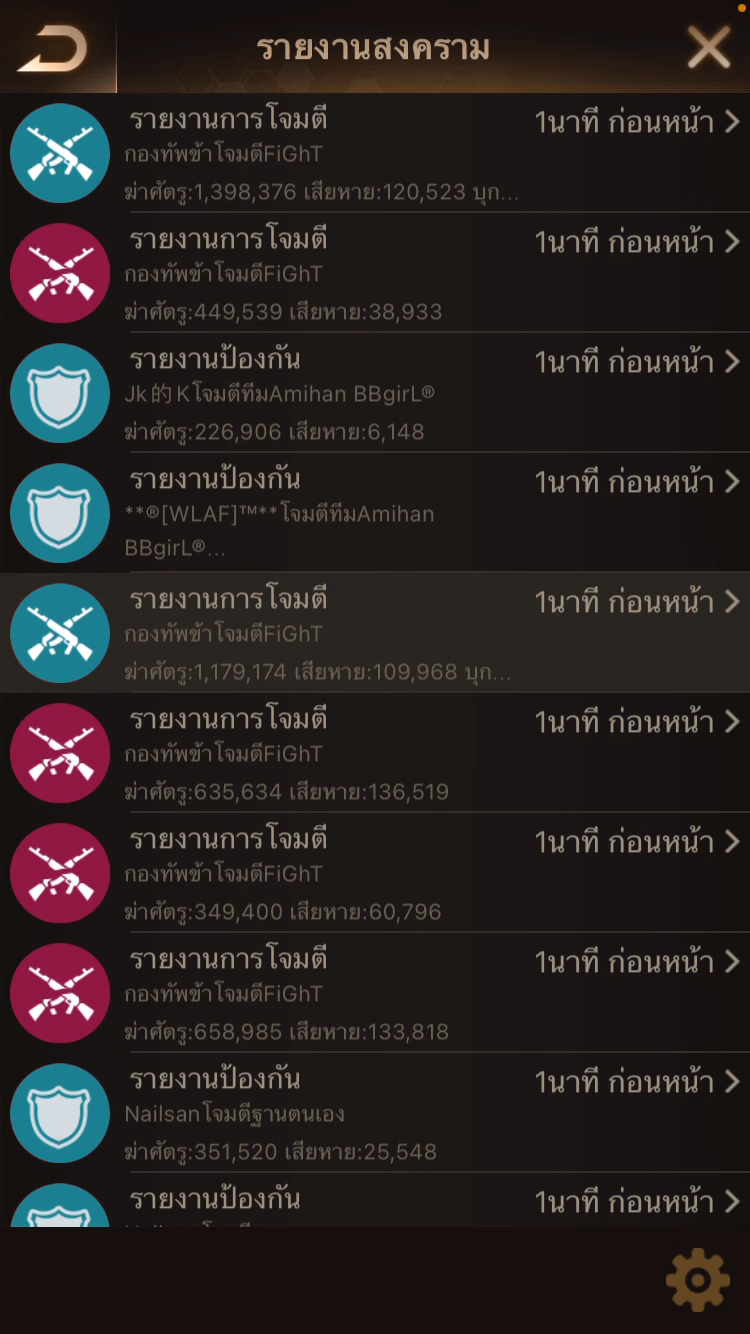 รายงานสงคราม
รายงานการโจมตี
1นาที ก่อนหน้า
กองทัพข้าโจมตีFiGhT
ฆ่าศัตรู:1,398,376 เสียหาย:120,523 บุก...
รายงานการโจมตี
1นาที ก่อนหน้า
กองทัพข้าโจมตีFiGhT
ฆ่าศัตรู:449,539 เสียหาย:38,933
รายงานป้องกัน
1นาที ก่อนหน้า
Jk的KโจมตีทีมAmihan BBgirL®
ฆ่าศัตรู:226,906 เสียหาย:6,148
รายงานป้องกัน
1นาที ก่อนหน้า
**®[WLAF]™**โจมตีทีมAmihan
BBgirL®...
รายงานการโจมตี
1นาที ก่อนหน้า
กองทัพข้าโจมตีFiGhT
ฆ่าศัตรู:1,179,174 เสียหาย:109,968 บุก...
รายงานการโจมตี
1นาที ก่อนหน้า
กองทัพข้าโจมตีFiGhT
ฆ่าศัตรู:635,634 เสียหาย:136,519
รายงานการโจมตี
1นาที ก่อนหน้า
กองทัพข้าโจมตีFiGhT
ฆ่าศัตรู:349,400 เสียหาย:60,796
รายงานการโจมตี
1นาที ก่อนหน้า
กองทัพข้าโจมตีFiGhT
ฆ่าศัตรู:658,985 เสียหาย:133,818
รายงานป้องกัน
1นาที ก่อนหน้า
Nailsanโจมตีฐานตนเอง
ฆ่าศัตรู:351,520 เสียหาย:25,548
รายงานป้องกัน
1นาที ก่อนหน้า